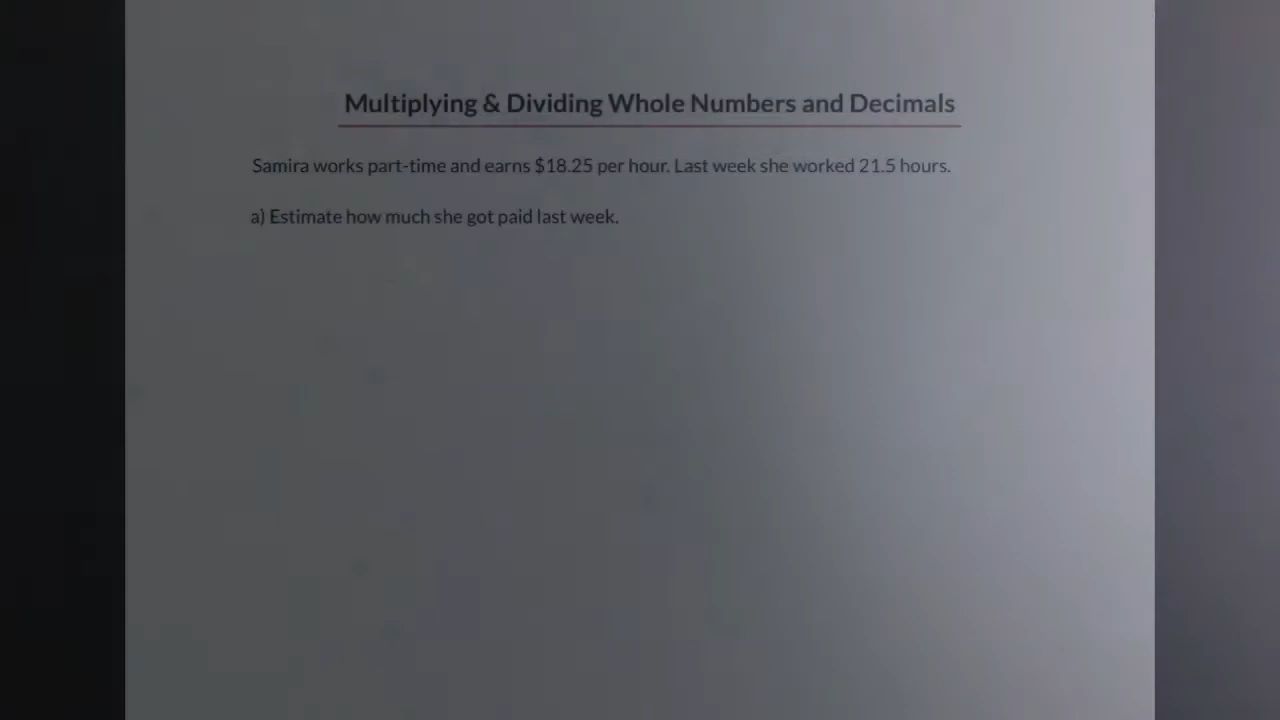 Multiplying & Dividing Whole Numbers and Decimals
Samira works part-time and earns $18.25 per hour. Last week she worked 21.5 hours.
a) Estimate how much she got paid last week.